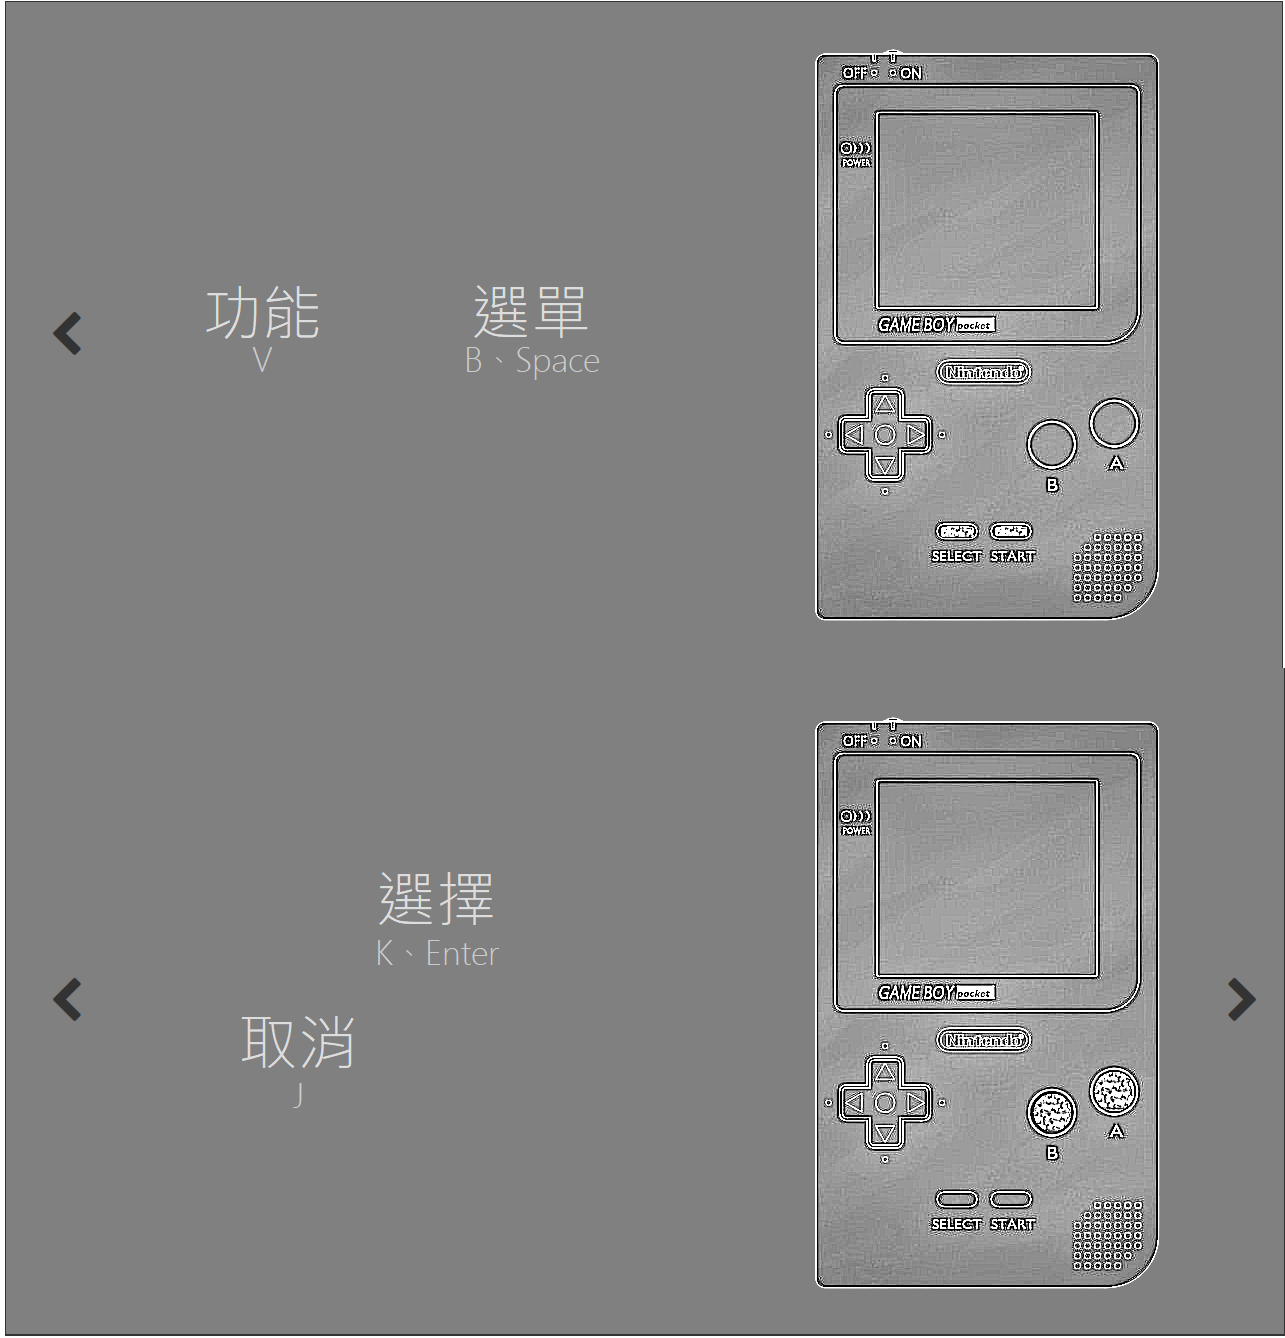 OFF ON
POWER
GAME BOY pocket
功能 選單
V B、Space
Nintendo
A
B
SELECT START
OFF ON
POWER
選擇
K、Enter
GAME BOY pocket
取消
J
Nintendo
A
B
SELECT START